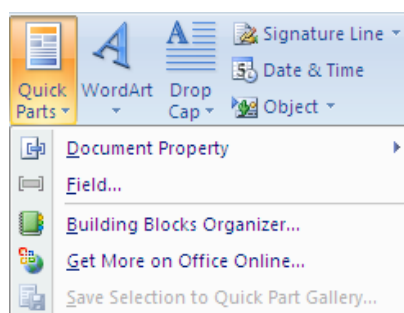 Signature Line
Date & Time
Quick Parts WordArt Drop Cap Object
Document Property
Field...
Building Blocks Organizer...
Get More on Office Online...
Save Selection to Quick Part Gallery...